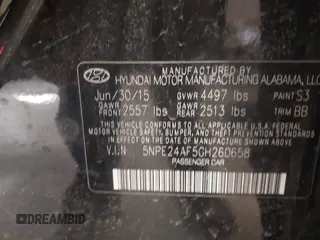 HYUNDAI MOTOR MANUFACTURING ALABAMA, LLC
Jun/30/15 GVWR 4497 lbs PAINT S3
GAWR FRONT 2557 lbs GAWR REAR 2513 lbs TRIM BB
THIS VEHICLE CONFORMS TO ALL APPLICABLE
FEDERAL MOTOR VEHICLE SAFETY, BUMPER, AND
THEFT PREVENTION STANDARDS IN EFFECT ON THE DATE
OF MANUFACTURE SHOWN ABOVE.
V.I.N 5NPE24AF5GH260658
PASSENGER CAR
©DREAMBID